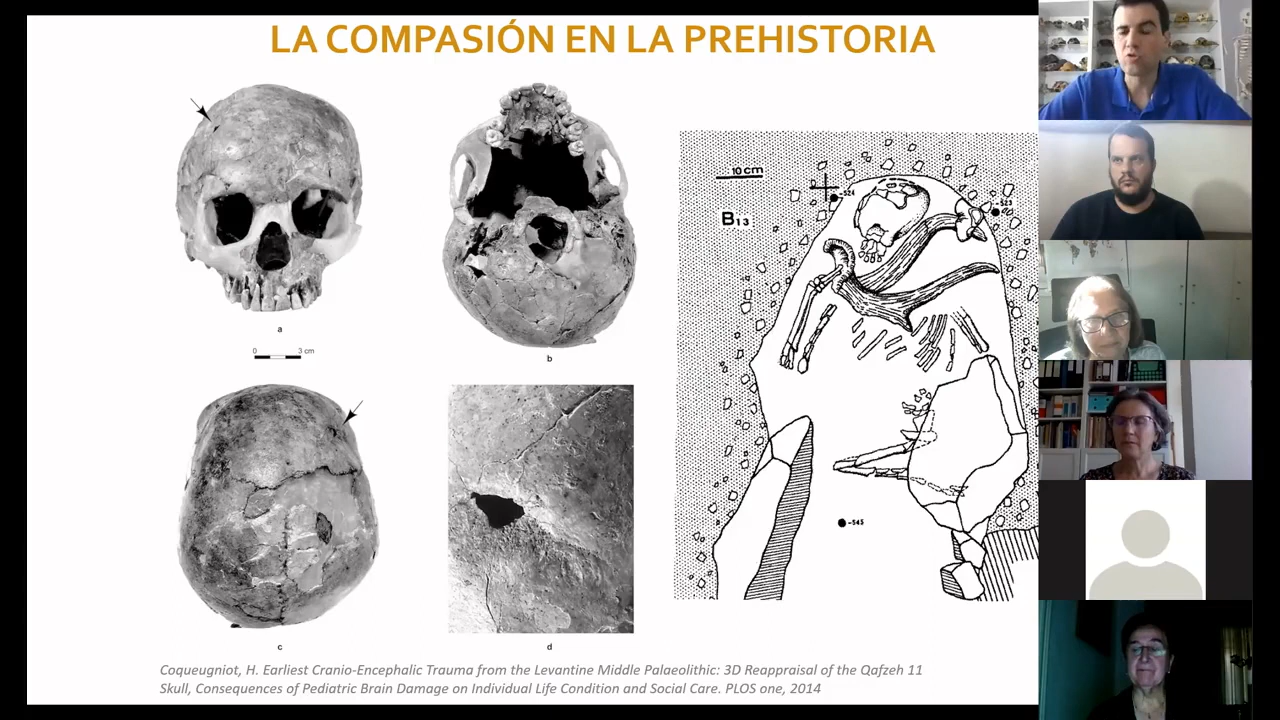 LA COMPASIÓN EN LA PREHISTORIA
a
0 3 cm
b
c
d
10 cm
B13
-524
-523
-545
Coqueugniot, H. Earliest Cranio-Encephalic Trauma from the Levantine Middle Palaeolithic: 3D Reappraisal of the Qafzeh 11
Skull, Consequences of Pediatric Brain Damage on Individual Life Condition and Social Care. PLOS one, 2014